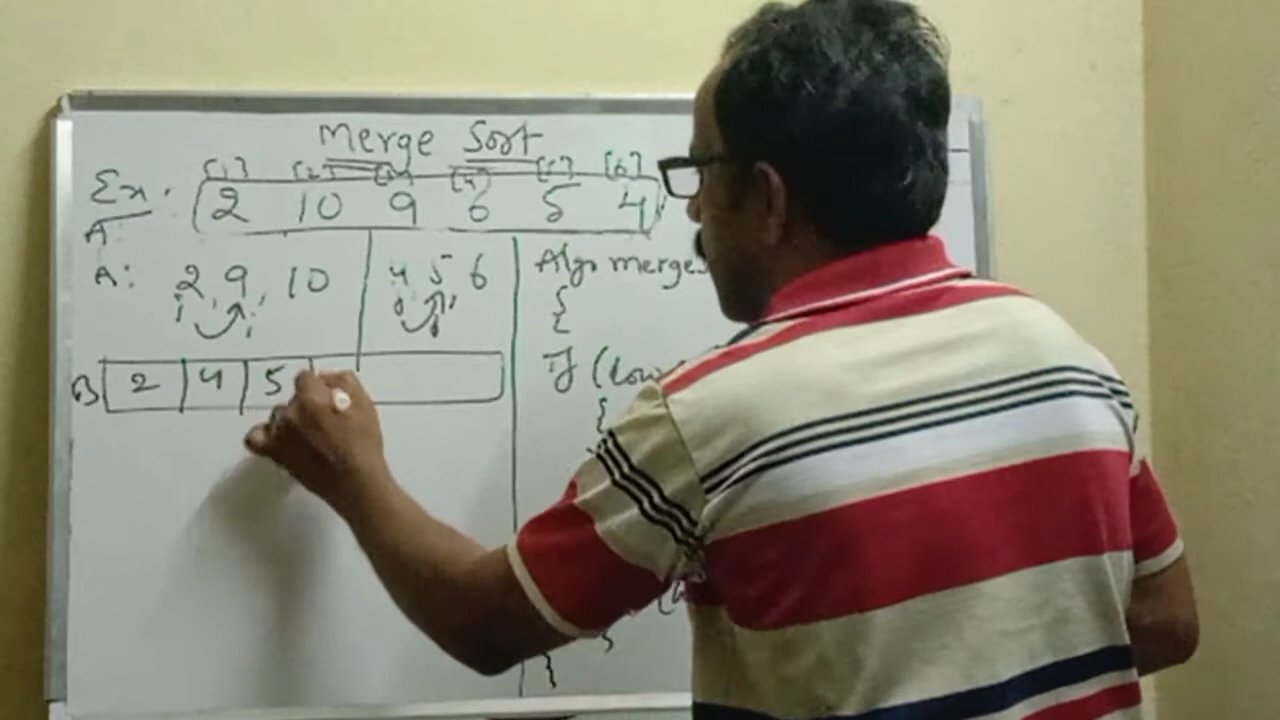 Merge Sort
[1] [2] [3] [4] [5] [6]
Ex: 2 10 9 6 5 4
A
A: 2 9 10 4 5 6
B 2 4 5
Algo merges
{
If (low
{
}
}